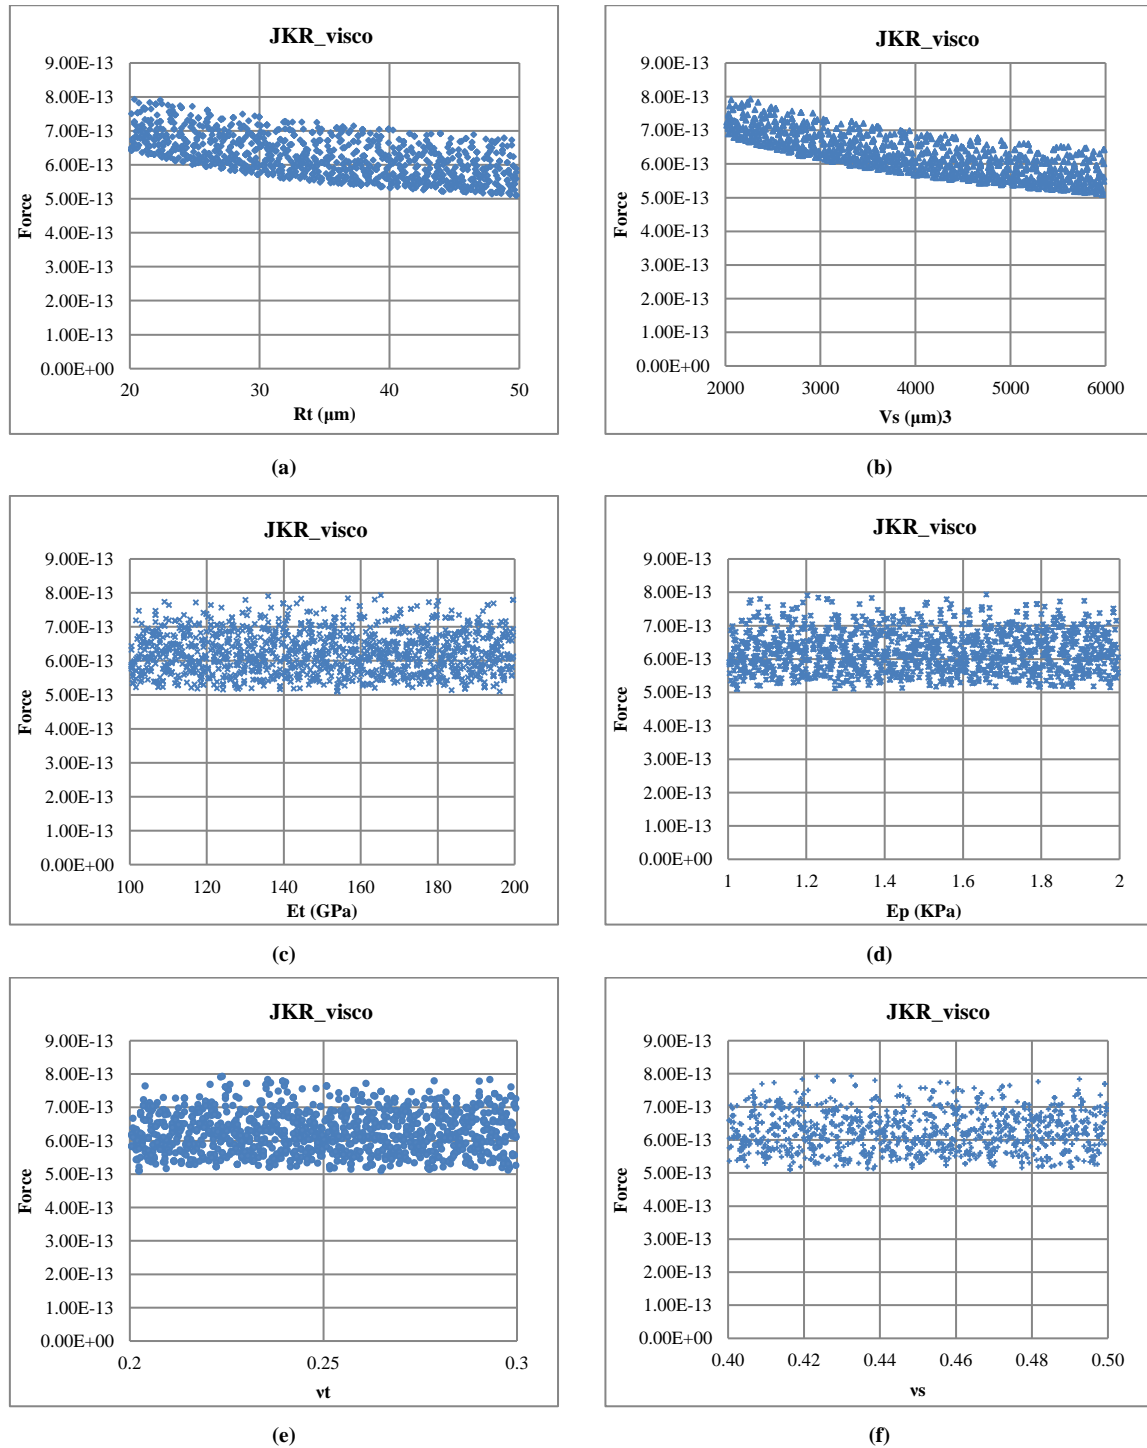 JKR_visco
9.00E-13
8.00E-13
7.00E-13
6.00E-13
5.00E-13
4.00E-13
3.00E-13
2.00E-13
1.00E-13
0.00E+00
Force
20 30 40 50
Rt (μm)
(a)
JKR_visco
9.00E-13
8.00E-13
7.00E-13
6.00E-13
5.00E-13
4.00E-13
3.00E-13
2.00E-13
1.00E-13
0.00E+00
Force
2000 3000 4000 5000 6000
Vs (μm)3
(b)
JKR_visco
9.00E-13
8.00E-13
7.00E-13
6.00E-13
5.00E-13
4.00E-13
3.00E-13
2.00E-13
1.00E-13
0.00E+00
Force
100 120 140 160 180 200
Et (GPa)
(c)
JKR_visco
9.00E-13
8.00E-13
7.00E-13
6.00E-13
5.00E-13
4.00E-13
3.00E-13
2.00E-13
1.00E-13
0.00E+00
Force
1 1.2 1.4 1.6 1.8 2
Ep (KPa)
(d)
JKR_visco
9.00E-13
8.00E-13
7.00E-13
6.00E-13
5.00E-13
4.00E-13
3.00E-13
2.00E-13
1.00E-13
0.00E+00
Force
0.2 0.25 0.3
νt
(e)
JKR_visco
9.00E-13
8.00E-13
7.00E-13
6.00E-13
5.00E-13
4.00E-13
3.00E-13
2.00E-13
1.00E-13
0.00E+00
Force
0.40 0.42 0.44 0.46 0.48 0.50
νs
(f)